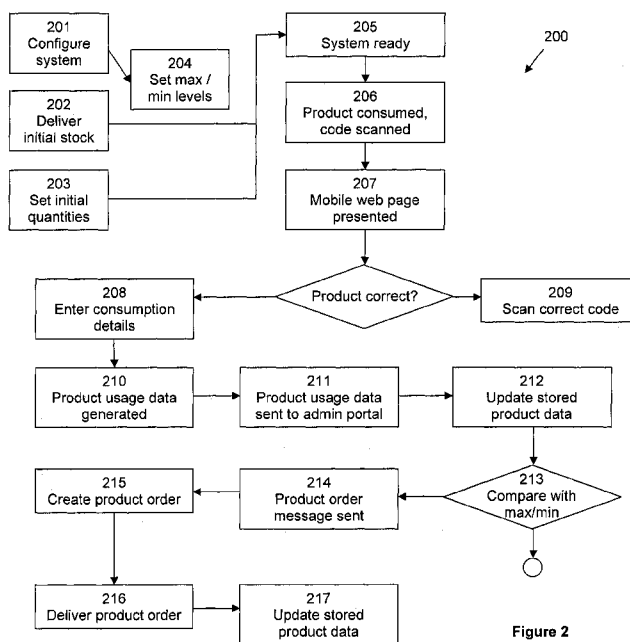 201
Configure
system
204
Set max /
min levels
202
Deliver
initial stock
203
Set initial
quantities
205
System ready
200
206
Product consumed,
code scanned
207
Mobile web page
presented
Product correct?
208
Enter consumption
details
209
Scan correct code
210
Product usage data
generated
211
Product usage data
sent to admin portal
212
Update stored
product data
213
Compare with
max/min
214
Product order
message sent
215
Create product order
216
Deliver product order
217
Update stored
product data
Figure 2